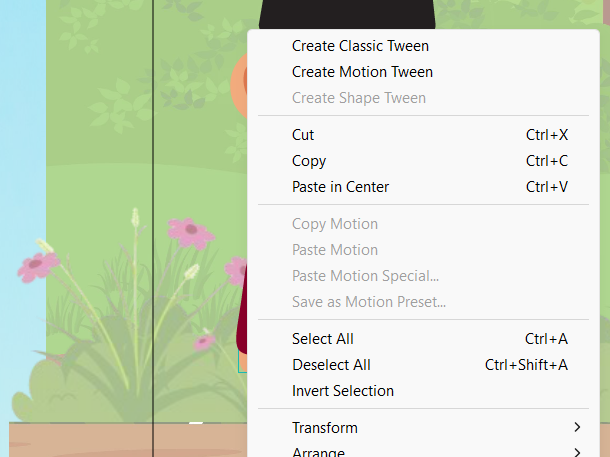 Create Classic Tween
Create Motion Tween
Create Shape Tween
Cut Ctrl+X
Copy Ctrl+C
Paste in Center Ctrl+V
Copy Motion
Paste Motion
Paste Motion Special...
Save as Motion Preset...
Select All Ctrl+A
Deselect All Ctrl+Shift+A
Invert Selection
Transform
Arrange